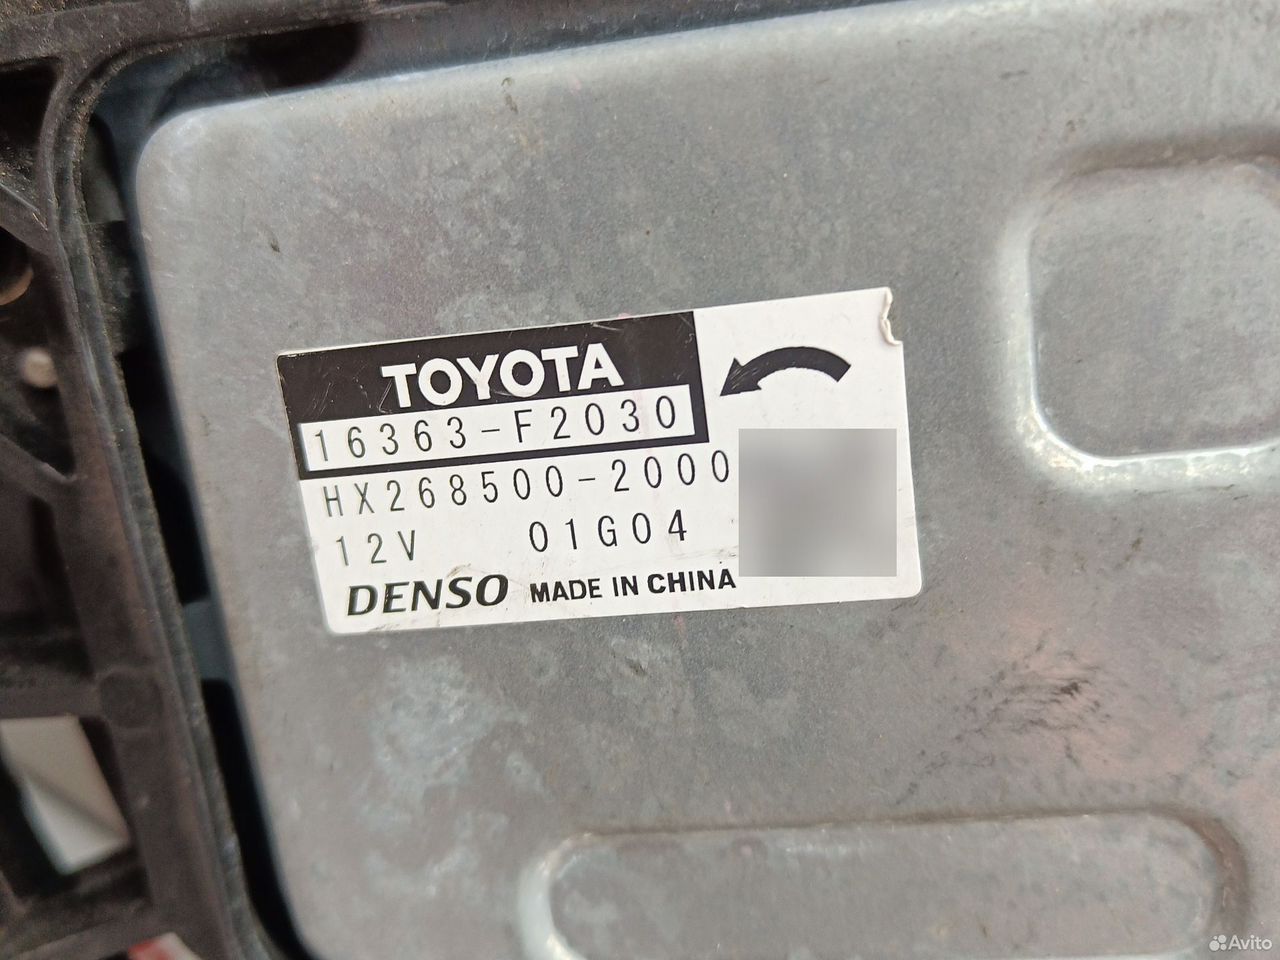 TOYOTA
16363-F2030
HX268500-2000
12V 01G04
DENSO MADE IN CHINA
Avito